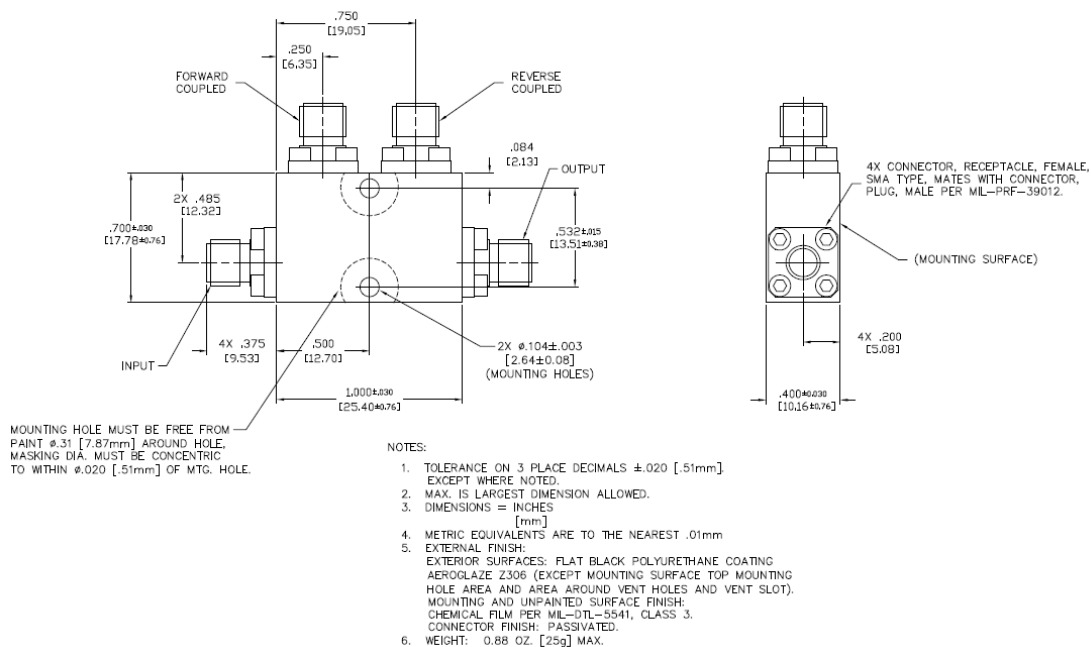 .750
[19.05]
.250
[6.35]
FORWARD
COUPLED
REVERSE
COUPLED
.084
[2.13]
OUTPUT
4X CONNECTOR, RECEPTACLE, FEMALE,
SMA TYPE, MATES WITH CONNECTOR,
PLUG, MALE PER MIL-PRF-39012.
2X .485
[12.32]
.700±.030
[17.78±0.76]
.532±.015
[13.51±0.38]
(MOUNTING SURFACE)
4X .375
[9.53]
.500
[12.70]
INPUT
2X ø.104±.003
[2.64±0.08]
(MOUNTING HOLES)
4X .200
[5.08]
1.000±.030
[25.40±0.76]
.400±0.030
[10.16±0.76]
MOUNTING HOLE MUST BE FREE FROM
PAINT ø.31 [7.87mm] AROUND HOLE,
MASKING DIA. MUST BE CONCENTRIC
TO WITHIN ø.020 [.51mm] OF MTG. HOLE.
NOTES:
1. TOLERANCE ON 3 PLACE DECIMALS ±.020 [.51mm].
EXCEPT WHERE NOTED.
2. MAX. IS LARGEST DIMENSION ALLOWED.
3. DIMENSIONS = INCHES
[mm]
4. METRIC EQUIVALENTS ARE TO THE NEAREST .01mm
5. EXTERNAL FINISH:
EXTERIOR SURFACES: FLAT BLACK POLYURETHANE COATING
AEROGLAZE Z306 (EXCEPT MOUNTING SURFACE TOP MOUNTING
HOLE AREA AND AREA AROUND VENT HOLES AND VENT SLOT).
MOUNTING AND UNPAINTED SURFACE FINISH:
CHEMICAL FILM PER MIL-DTL-5541, CLASS 3.
CONNECTOR FINISH: PASSIVATED.
6. WEIGHT: 0.88 OZ. [25g] MAX.